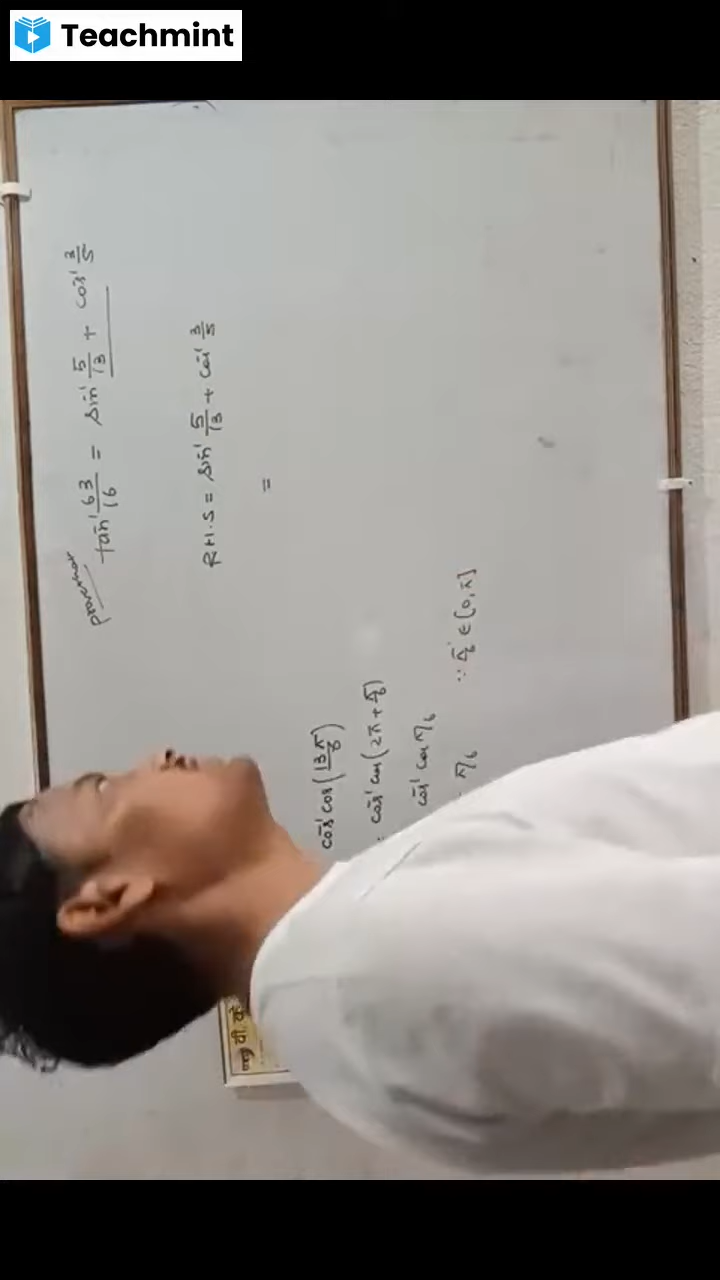 Teachmint
Prove that
tan⁻¹ 63/16 = sin⁻¹ 5/13 + cos⁻¹ 3/5
R.H.S = sin⁻¹ 5/13 + cos⁻¹ 3/5
=
cos⁻¹ cos(13π/6)
= cos⁻¹ cos(2π + π/6)
cos⁻¹ cos π/6
π/6 ∵ π/6 ∈ [0, π]
वी. के.